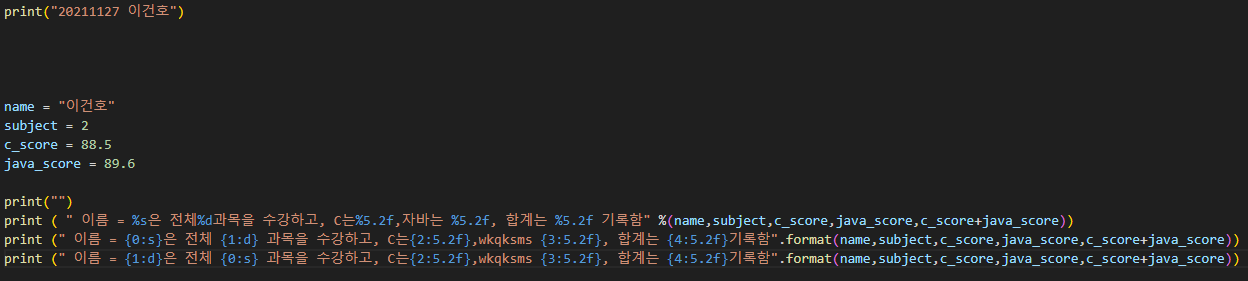 print("20211127 이건호")
name = "이건호"
subject = 2
c_score = 88.5
java_score = 89.6
print("")
print ( " 이름 = %s은 전체%d과목을 수강하고, C는%5.2f,자바는 %5.2f, 합계는 %5.2f 기록함" %(name,subject,c_score,java_score,c_score+java_score))
print (" 이름 = {0:s}은 전체 {1:d} 과목을 수강하고, C는{2:5.2f},wkqksms {3:5.2f}, 합계는 {4:5.2f}기록함".format(name,subject,c_score,java_score,c_score+java_score))
print (" 이름 = {1:d}은 전체 {0:s} 과목을 수강하고, C는{2:5.2f},wkqksms {3:5.2f}, 합계는 {4:5.2f}기록함".format(name,subject,c_score,java_score,c_score+java_score))